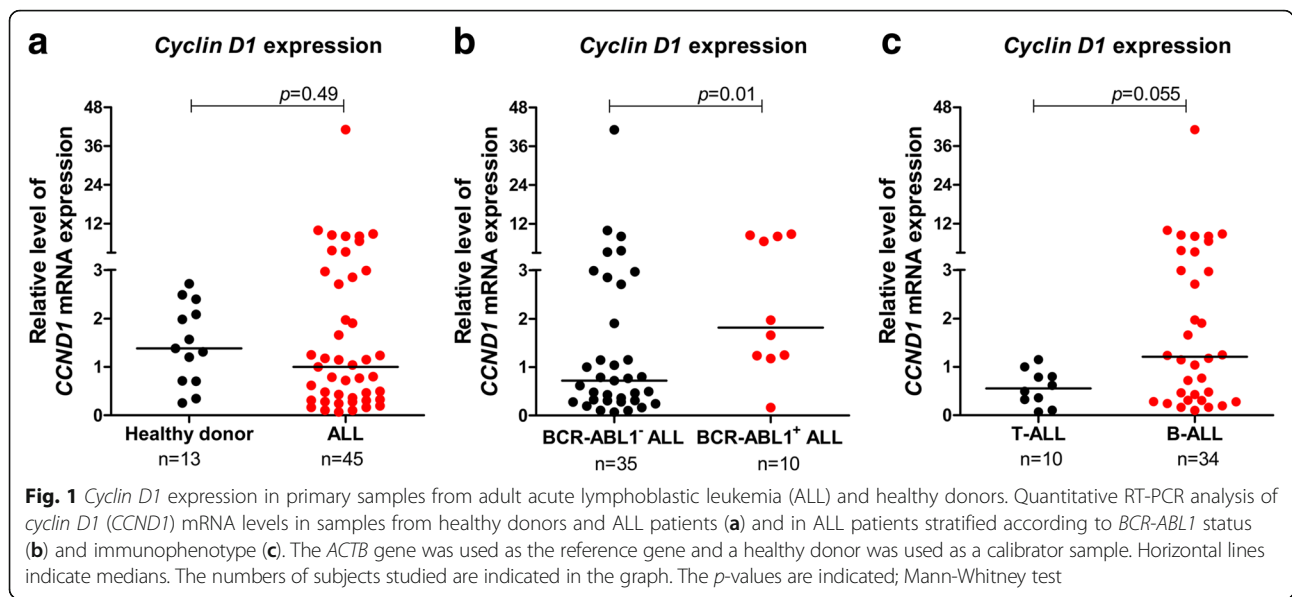 a
Cyclin D1 expression
p=0.49
Relative level of
CCND1 mRNA expression
48
36
24
12
3
2
1
0
Healthy donor
ALL
n=13
n=45
b
Cyclin D1 expression
p=0.01
Relative level of
CCND1 mRNA expression
48
36
24
12
3
2
1
0
BCR-ABL1⁻ ALL
BCR-ABL1⁺ ALL
n=35
n=10
c
Cyclin D1 expression
p=0.055
Relative level of
CCND1 mRNA expression
48
36
24
12
3
2
1
0
T-ALL
B-ALL
n=10
n=34
Fig. 1 Cyclin D1 expression in primary samples from adult acute lymphoblastic leukemia (ALL) and healthy donors. Quantitative RT-PCR analysis of
cyclin D1 (CCND1) mRNA levels in samples from healthy donors and ALL patients (a) and in ALL patients stratified according to BCR-ABL1 status
(b) and immunophenotype (c). The ACTB gene was used as the reference gene and a healthy donor was used as a calibrator sample. Horizontal lines
indicate medians. The numbers of subjects studied are indicated in the graph. The p-values are indicated; Mann-Whitney test